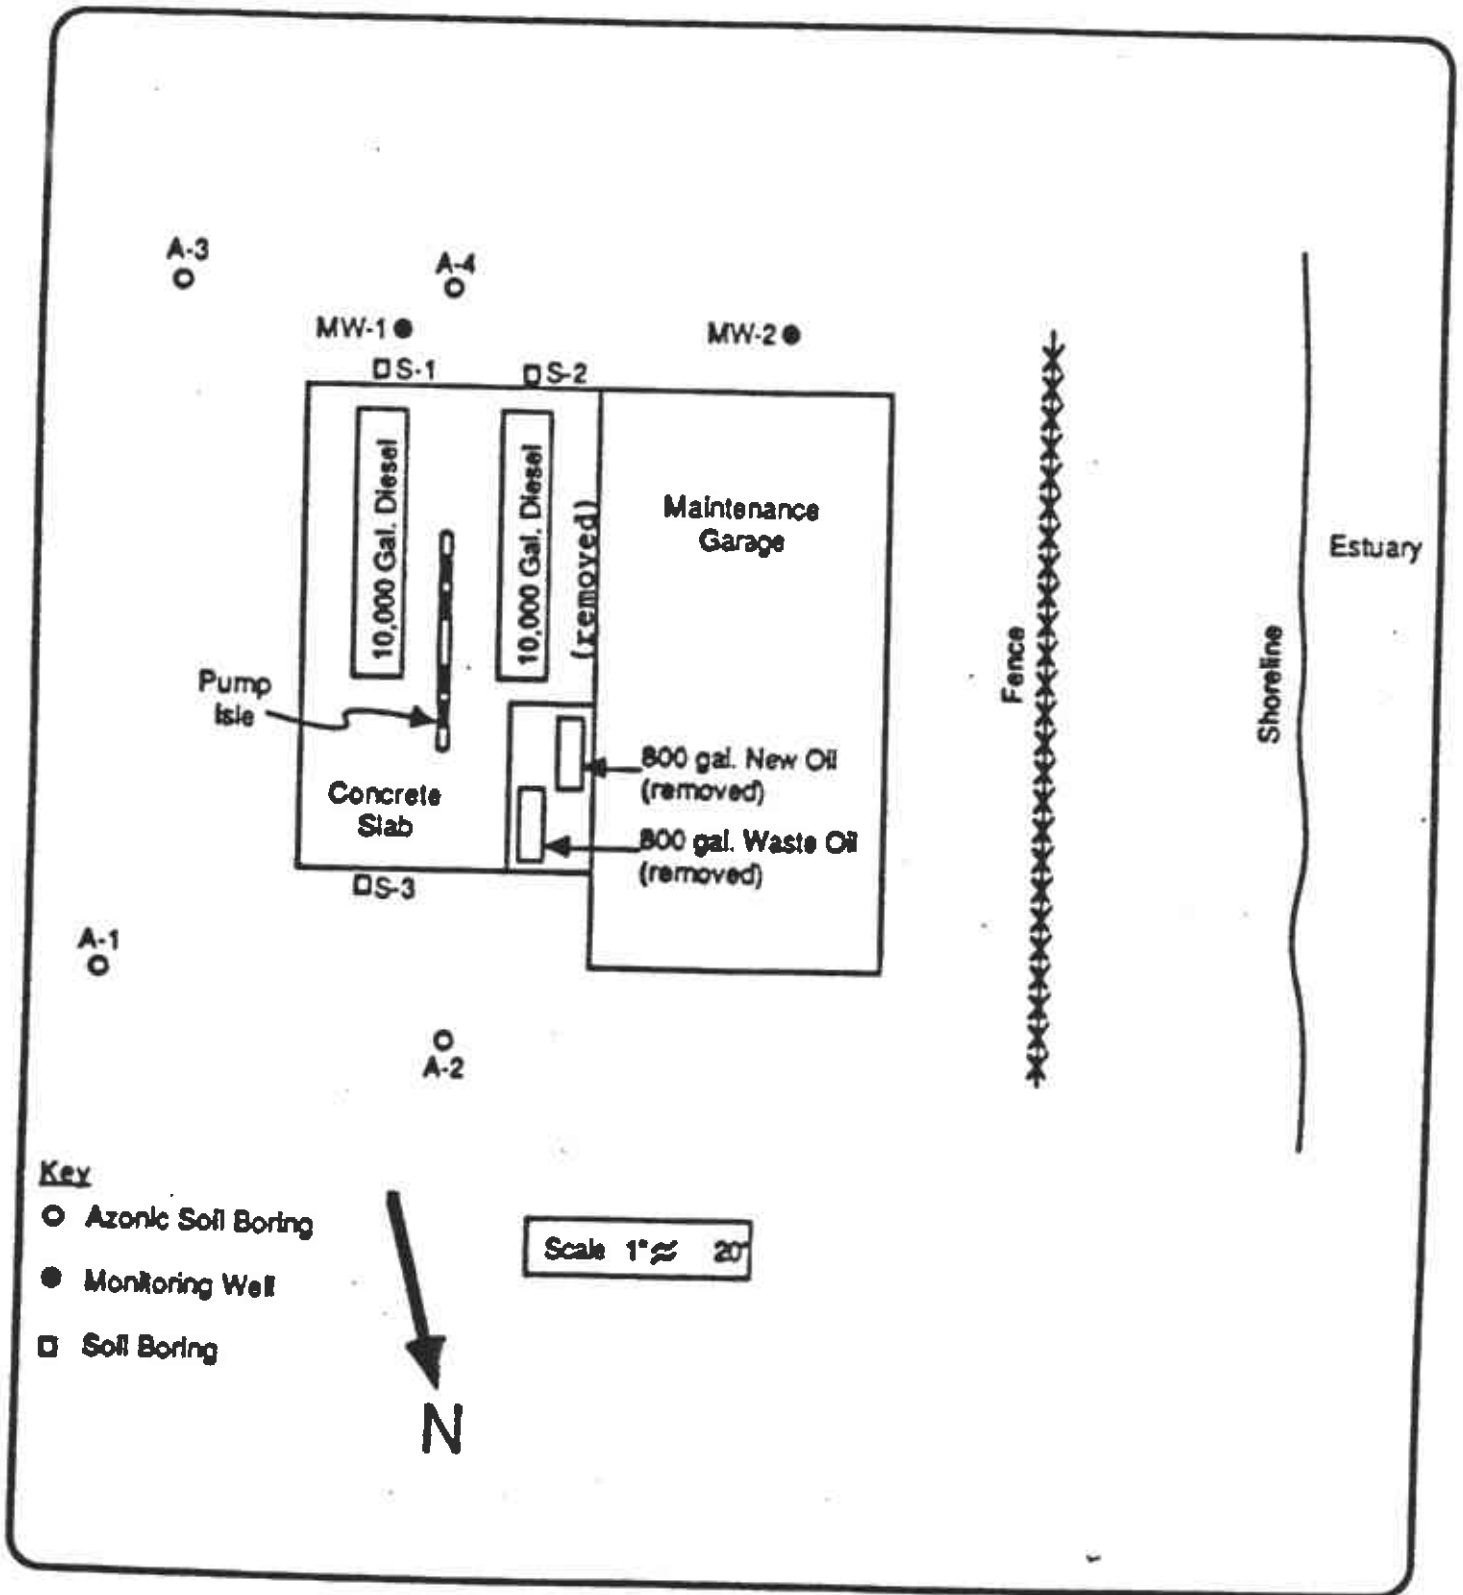 A-3
A-4
MW-1
MW-2
S-1
S-2
10,000 Gal. Diesel
10,000 Gal. Diesel
(removed)
Maintenance
Garage
Estuary
Fence
Shoreline
Pump
Isle
800 gal. New Oil
(removed)
Concrete
Slab
800 gal. Waste Oil
(removed)
S-3
A-1
A-2
Key
Azonic Soil Boring
Monitoring Well
Soil Boring
Scale 1" ≈ 20'
N